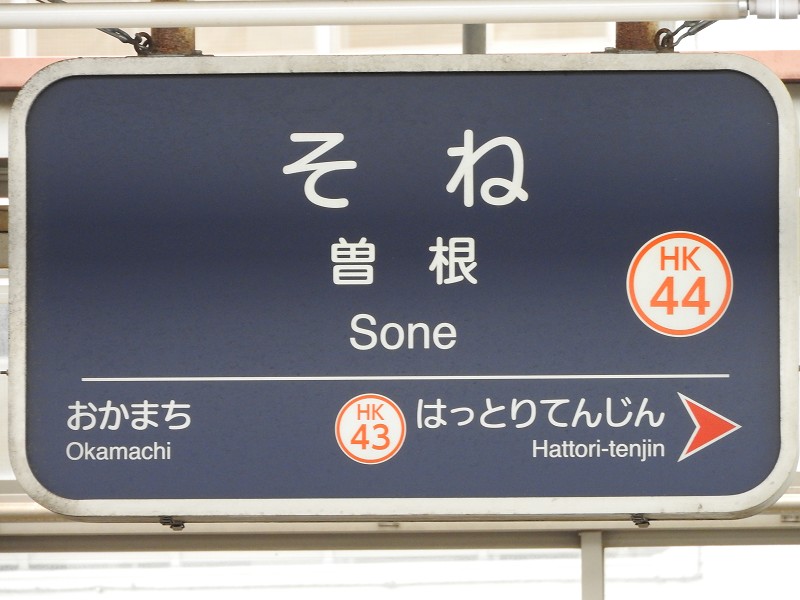 そね
曽根
HK
44
Sone
おかまち
Okamachi
HK
43
はっとりてんじん
Hattori-tenjin